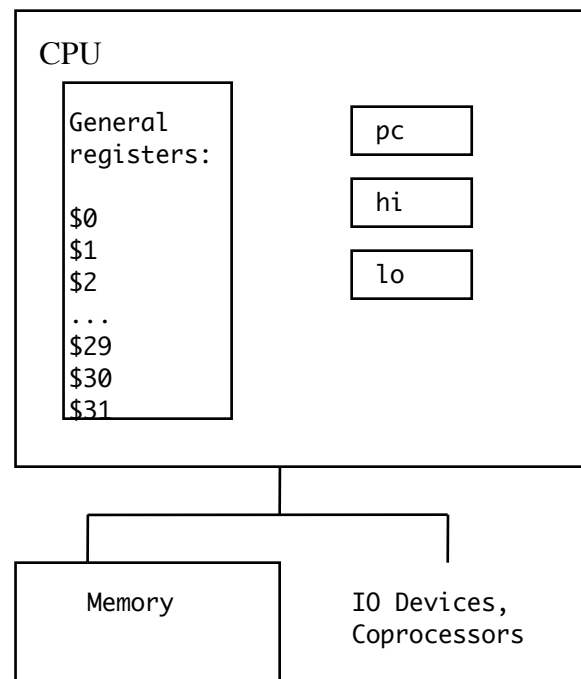 CPU
General
registers:
$0
$1
$2
...
$29
$30
$31
pc
hi
lo
Memory
IO Devices,
Coprocessors